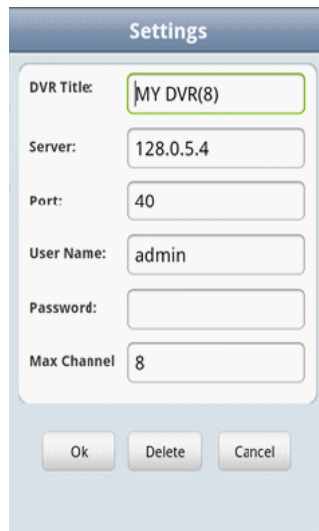 Settings
DVR Title: MY DVR(8)
Server: 128.0.5.4
Port: 40
User Name: admin
Password:
Max Channel 8
Ok Delete Cancel